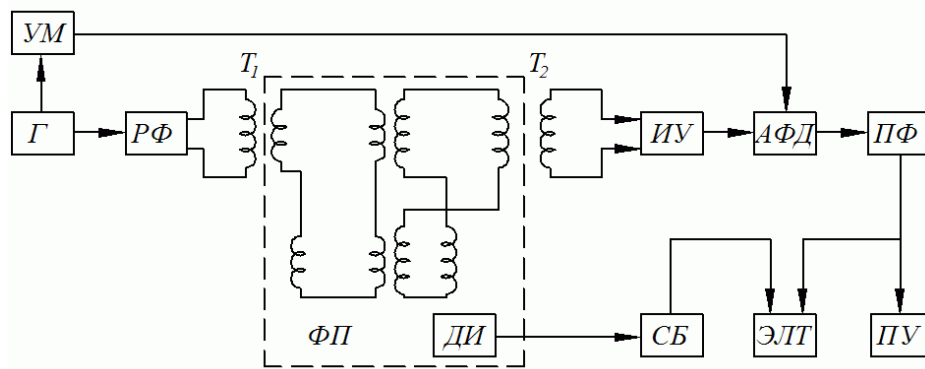 УМ
T1 T2
Г РФ ИУ АФД ПФ
ФП ДИ СБ ЭЛТ ПУ